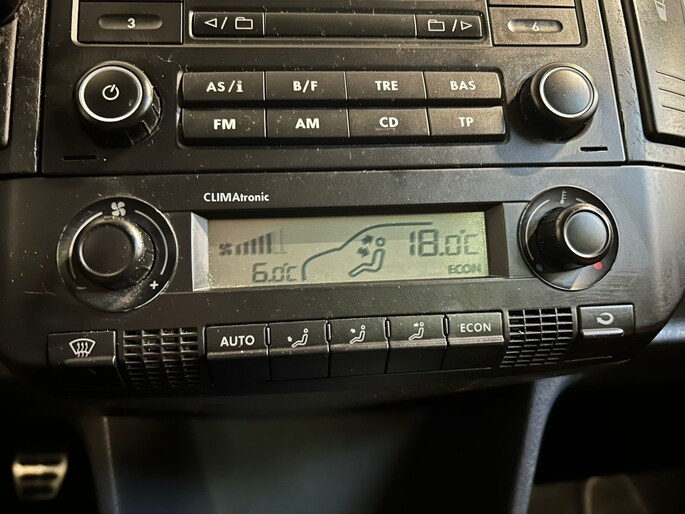 3
◁/
/▷
6
AS/i B/F TRE BAS
FM AM CD TP
CLIMAtronic
6.0°C 18.0°C
ECON
- +
AUTO ECON